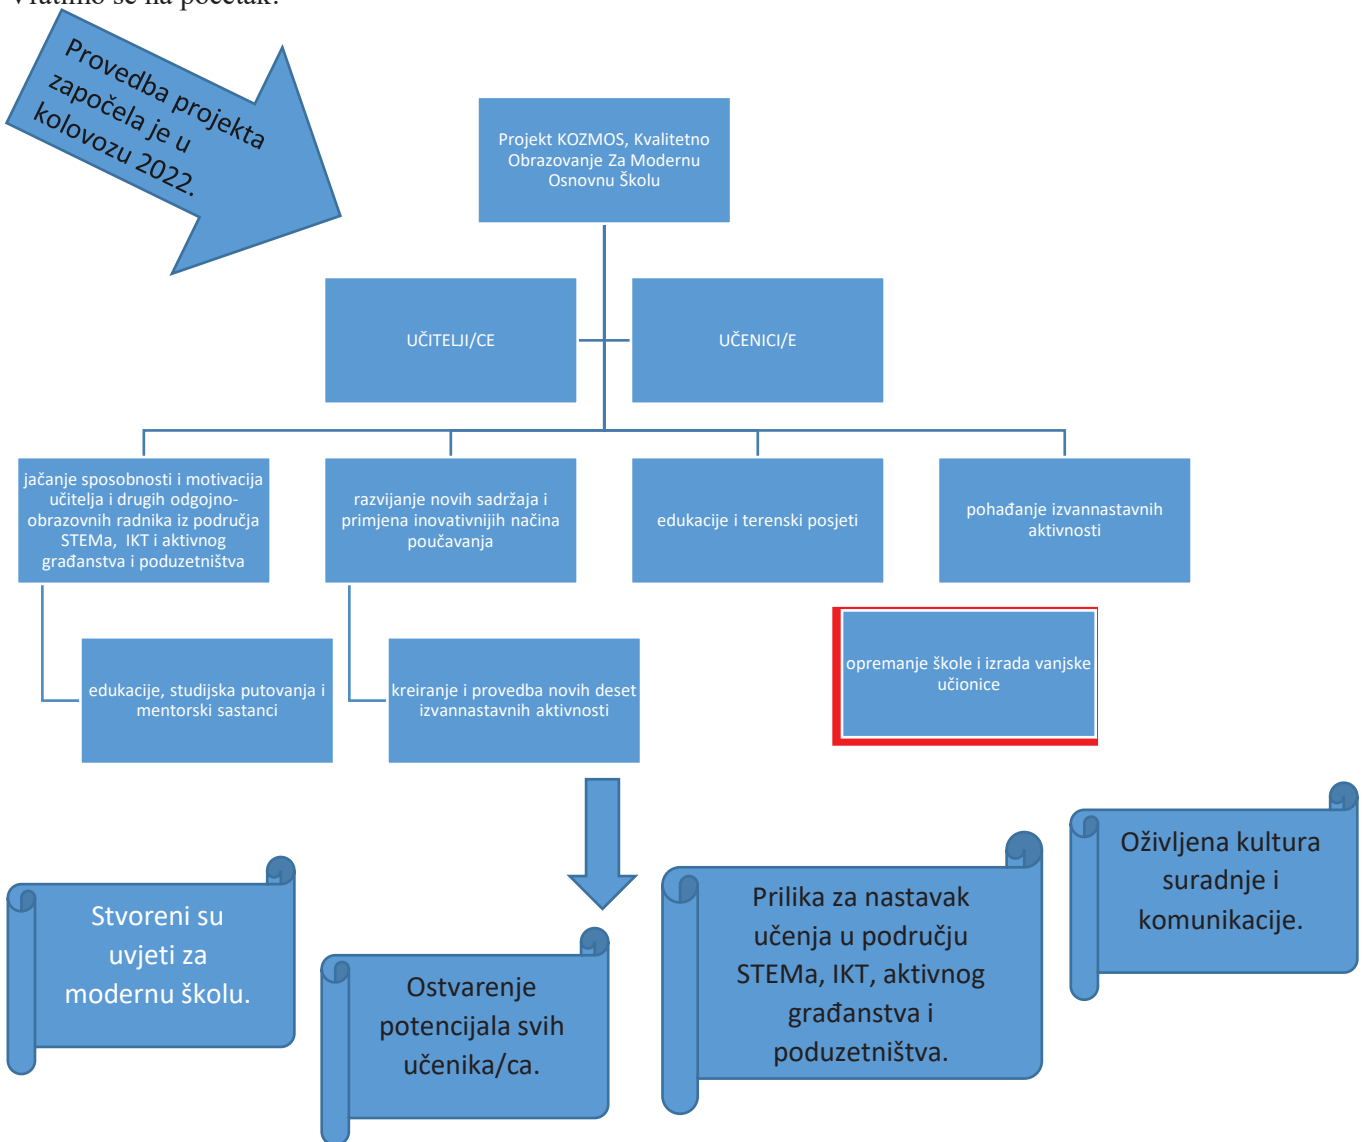 Vratimo se na početak.
Provedba projekta
započela je u
kolovozu 2022.
Projekt KOZMOS, Kvalitetno
Obrazovanje Za Modernu
Osnovnu Školu
UČITELJI/CE
UČENICI/E
jačanje sposobnosti i motivacija
učitelja i drugih odgojno-
obrazovnih radnika iz područja
STEMa, IKT i aktivnog
građanstva i poduzetništva
razvijanje novih sadržaja i
primjena inovativnijih načina
poučavanja
edukacije i terenski posjeti
pohađanje izvannastavnih
aktivnosti
edukacije, studijska putovanja i
mentorski sastanci
kreiranje i provedba novih deset
izvannastavnih aktivnosti
opremanje škole i izrada vanjske
učionice
Stvoreni su
uvjeti za
modernu školu.
Ostvarenje
potencijala svih
učenika/ca.
Prilika za nastavak
učenja u području
STEMa, IKT, aktivnog
građanstva i
poduzetništva.
Oživljena kultura
suradnje i
komunikacije.